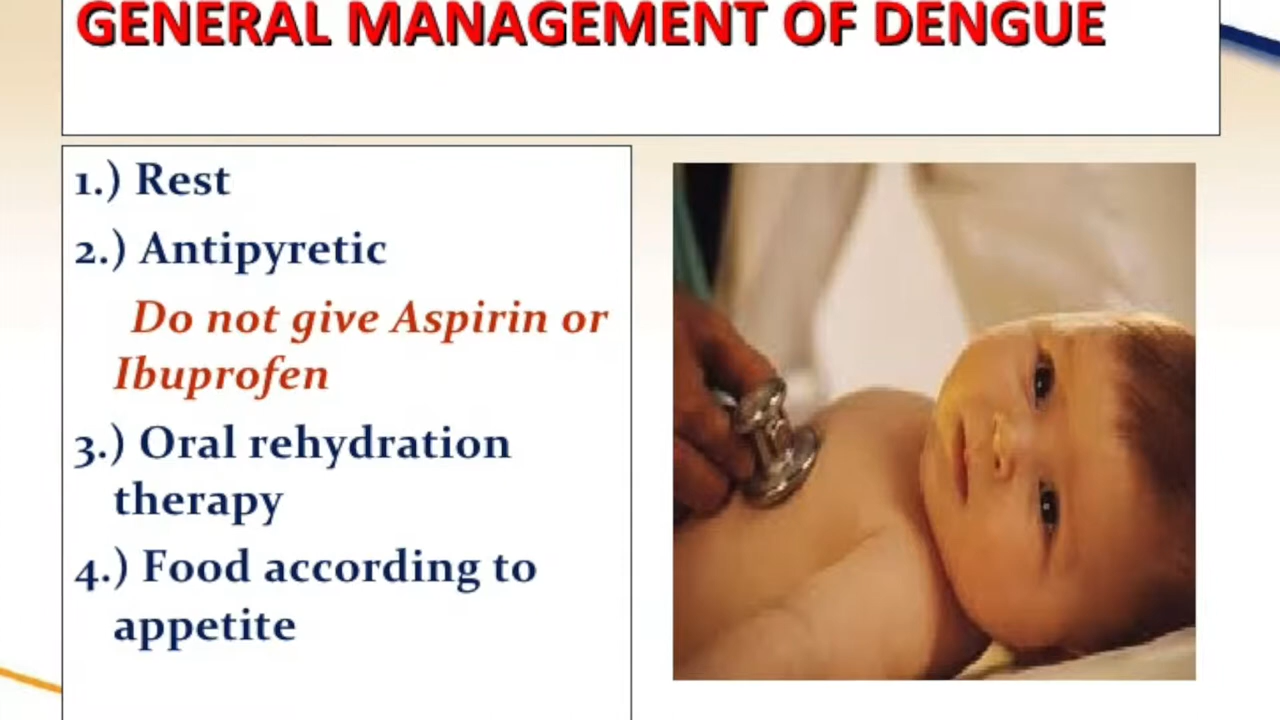 GENERAL MANAGEMENT OF DENGUE
1.) Rest
2.) Antipyretic
Do not give Aspirin or
Ibuprofen
3.) Oral rehydration
therapy
4.) Food according to
appetite